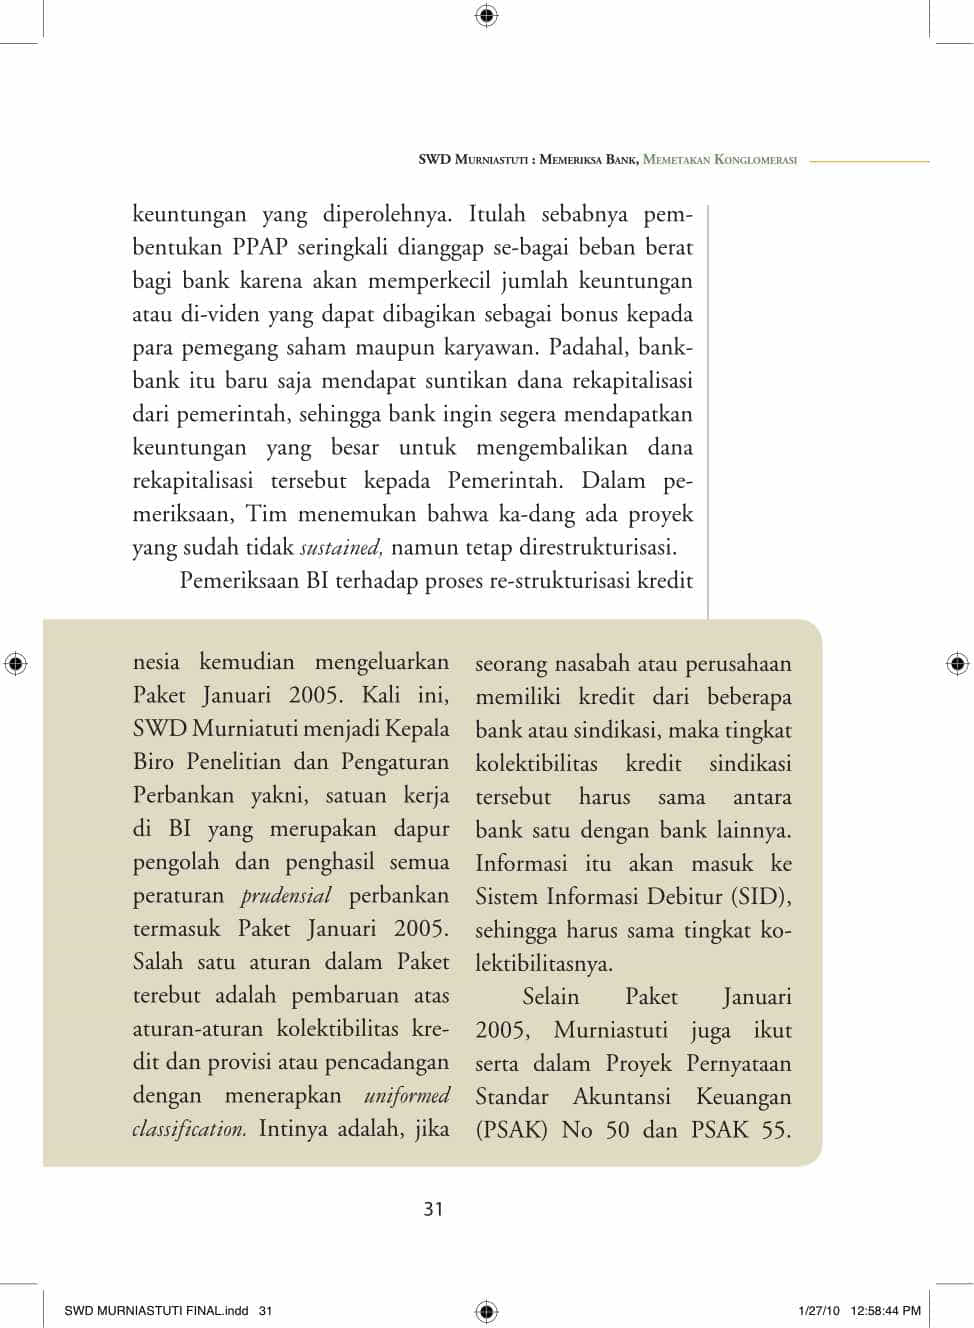 SWD Murniastuti : Memeriksa Bank, Memetakan Konglomerasi
keuntungan yang diperolehnya. Itulah sebabnya pem-
bentukan PPAP seringkali dianggap se-bagai beban berat
bagi bank karena akan memperkecil jumlah keuntungan
atau di-viden yang dapat dibagikan sebagai bonus kepada
para pemegang saham maupun karyawan. Padahal, bank-
bank itu baru saja mendapat suntikan dana rekapitalisasi
dari pemerintah, sehingga bank ingin segera mendapatkan
keuntungan yang besar untuk mengembalikan dana
rekapitalisasi tersebut kepada Pemerintah. Dalam pe-
meriksaan, Tim menemukan bahwa ka-dang ada proyek
yang sudah tidak sustained, namun tetap direstrukturisasi.
Pemeriksaan BI terhadap proses re-strukturisasi kredit
nesia kemudian mengeluarkan
Paket Januari 2005. Kali ini,
SWD Murniatuti menjadi Kepala
Biro Penelitian dan Pengaturan
Perbankan yakni, satuan kerja
di BI yang merupakan dapur
pengolah dan penghasil semua
peraturan prudensial perbankan
termasuk Paket Januari 2005.
Salah satu aturan dalam Paket
terebut adalah pembaruan atas
aturan-aturan kolektibilitas kre-
dit dan provisi atau pencadangan
dengan menerapkan uniformed
classification. Intinya adalah, jika
seorang nasabah atau perusahaan
memiliki kredit dari beberapa
bank atau sindikasi, maka tingkat
kolektibilitas kredit sindikasi
tersebut harus sama antara
bank satu dengan bank lainnya.
Informasi itu akan masuk ke
Sistem Informasi Debitur (SID),
sehingga harus sama tingkat ko-
lektibilitasnya.
Selain Paket Januari
2005, Murniastuti juga ikut
serta dalam Proyek Pernyataan
Standar Akuntansi Keuangan
(PSAK) No 50 dan PSAK 55.
31
SWD MURNIASTUTI FINAL.indd 31
1/27/10 12:58:44 PM